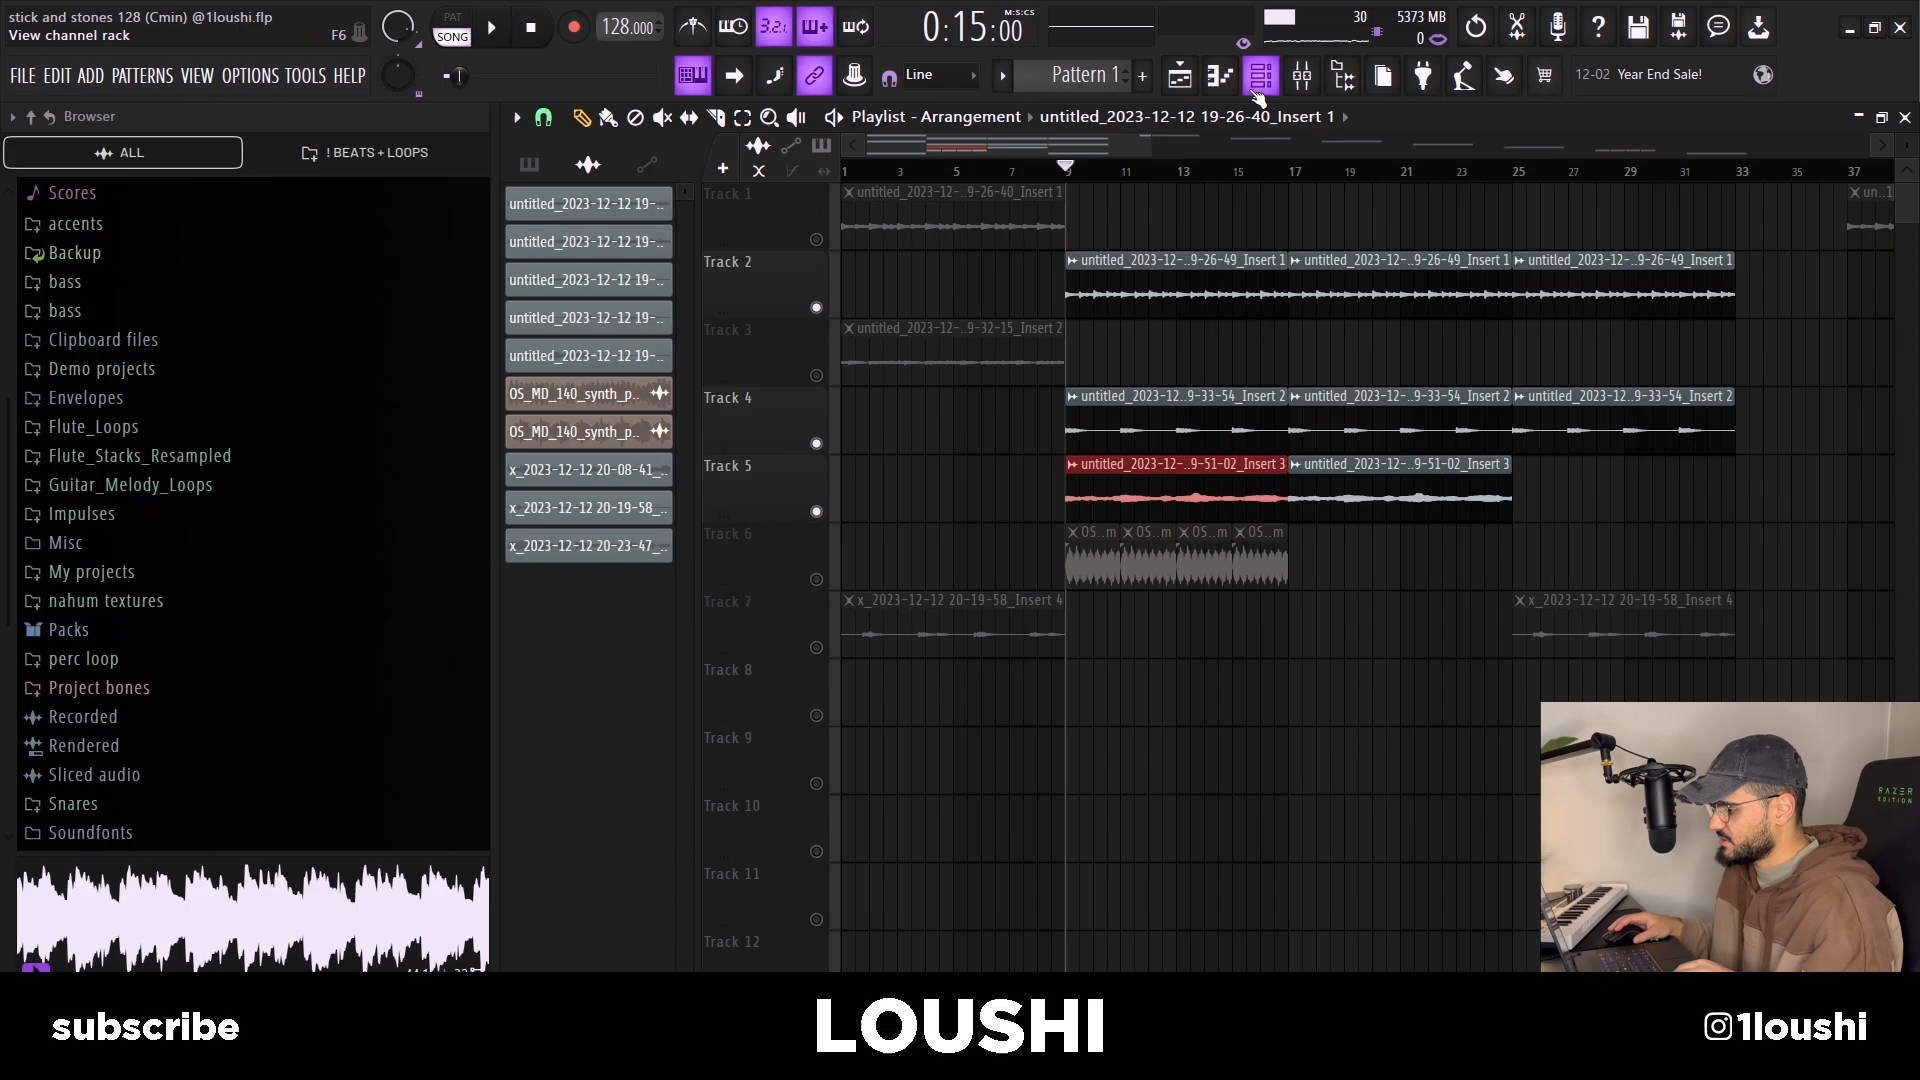 stick and stones 128 (Cmin) @1loushi.flp
View channel rack
F6
PAT
SONG
128.000
3.2.1
0:15:00
M:S:CS
30
5373 MB
0
FILE EDIT ADD PATTERNS VIEW OPTIONS TOOLS HELP
Line
Pattern 1
12-02 Year End Sale!
Browser
Playlist - Arrangement
untitled_2023-12-12 19-26-40_Insert 1
ALL
! BEATS + LOOPS
1 3 5 7 9 11 13 15 17 19 21 23 25 27 29 31 33 35 37
Scores
accents
Backup
bass
bass
Clipboard files
Demo projects
Envelopes
Flute_Loops
Flute_Stacks_Resampled
Guitar_Melody_Loops
Impulses
Misc
My projects
nahum textures
Packs
perc loop
Project bones
Recorded
Rendered
Sliced audio
Snares
Soundfonts
untitled_2023-12-12 19-..
untitled_2023-12-12 19-..
untitled_2023-12-12 19-..
untitled_2023-12-12 19-..
untitled_2023-12-12 19-..
OS_MD_140_synth_p..
OS_MD_140_synth_p..
x_2023-12-12 20-08-41_..
x_2023-12-12 20-19-58_..
x_2023-12-12 20-23-47_..
Track 1
untitled_2023-12-..9-26-40_Insert 1
un..1
Track 2
untitled_2023-12-..9-26-49_Insert 1
untitled_2023-12-..9-26-49_Insert 1
untitled_2023-12-..9-26-49_Insert 1
Track 3
untitled_2023-12-..9-32-15_Insert 2
Track 4
untitled_2023-12..9-33-54_Insert 2
untitled_2023-12..9-33-54_Insert 2
untitled_2023-12..9-33-54_Insert 2
Track 5
untitled_2023-12-..9-51-02_Insert 3
untitled_2023-12-..9-51-02_Insert 3
Track 6
OS..m
OS..m
OS..m
OS..m
Track 7
x_2023-12-12 20-19-58_Insert 4
x_2023-12-12 20-19-58_Insert 4
Track 8
Track 9
Track 10
Track 11
Track 12
RAZER
EDITION
subscribe
LOUSHI
1loushi